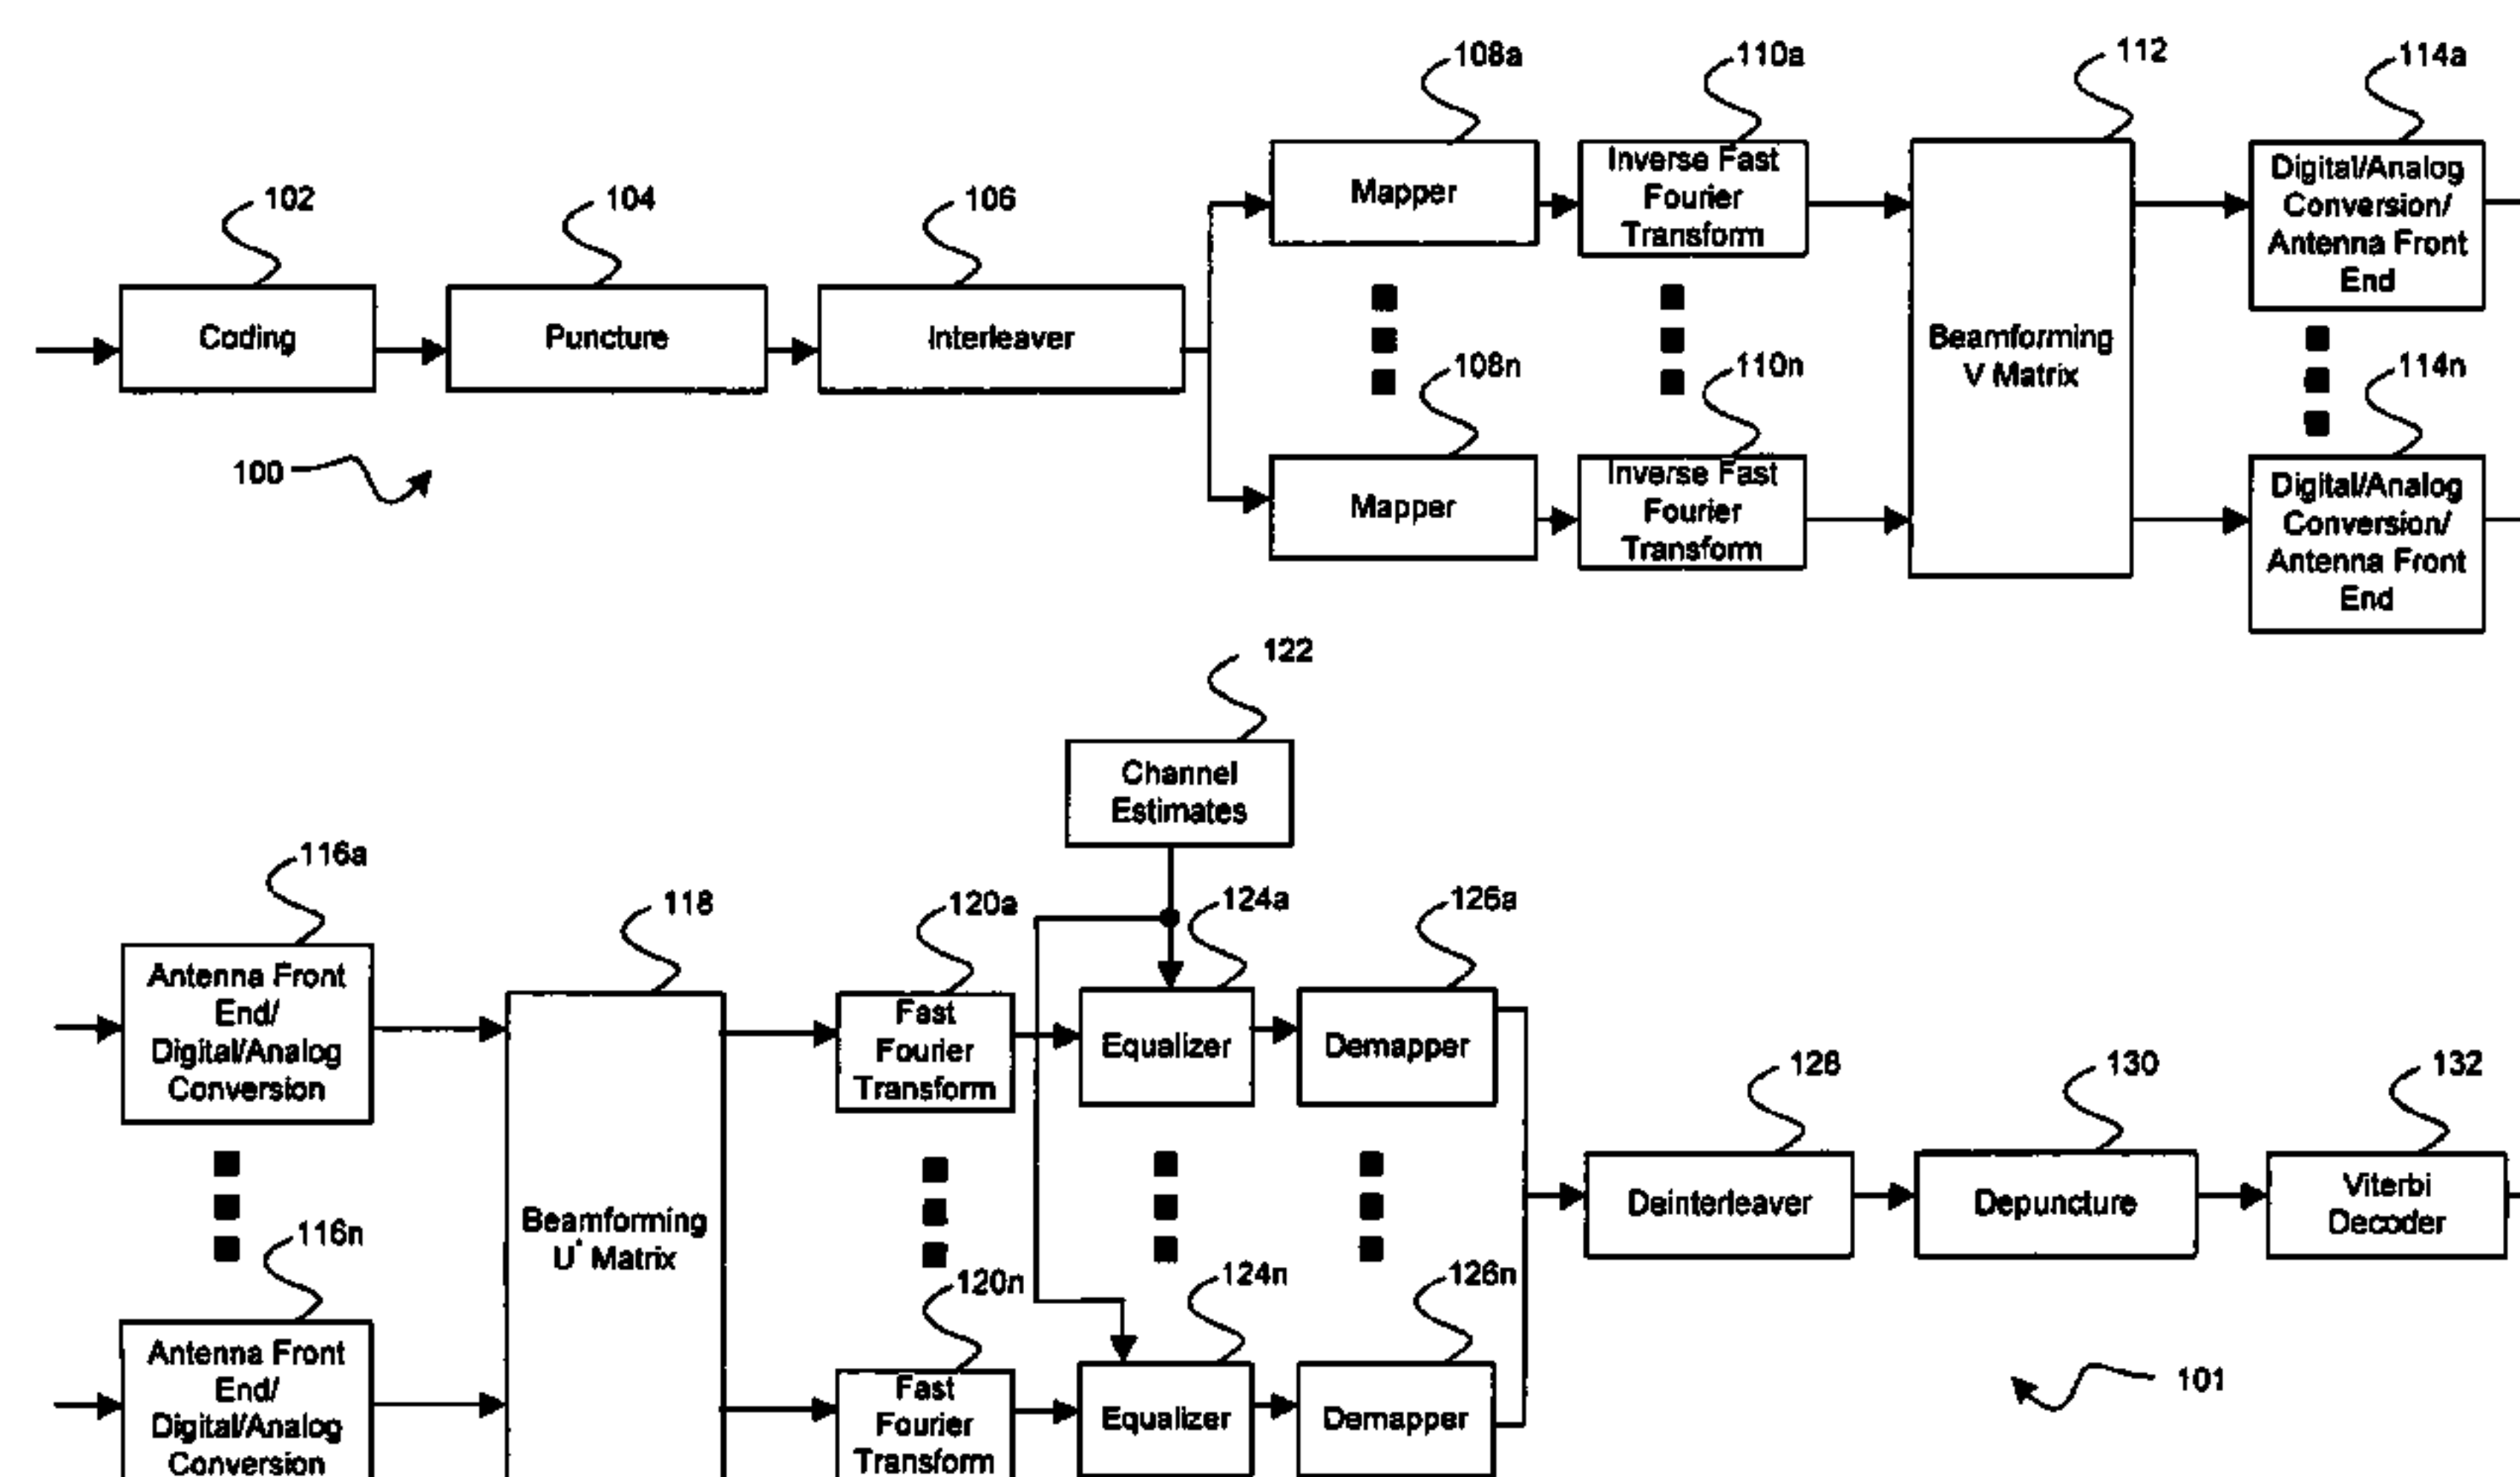 108a
110a
112
114a
102
104
106
Mapper
Inverse Fast
Fourier
Transform
Digital/Analog
Conversion/
Antenna Front
End
Coding
Puncture
Interleaver
Beamforming
V Matrix
108n
110n
114n
100
Mapper
Inverse Fast
Fourier
Transform
Digital/Analog
Conversion/
Antenna Front
End
122
Channel
Estimates
116a
118
120a
124a
126a
Antenna Front
End/
Digital/Analog
Conversion
Fast
Fourier
Transform
Equalizer
Demapper
128
130
132
Beamforming
U* Matrix
Deinterleaver
Depuncture
Viterbi
Decoder
116n
120n
124n
126n
Antenna Front
End/
Digital/Analog
Conversion
Fast
Fourier
Transform
Equalizer
Demapper
101